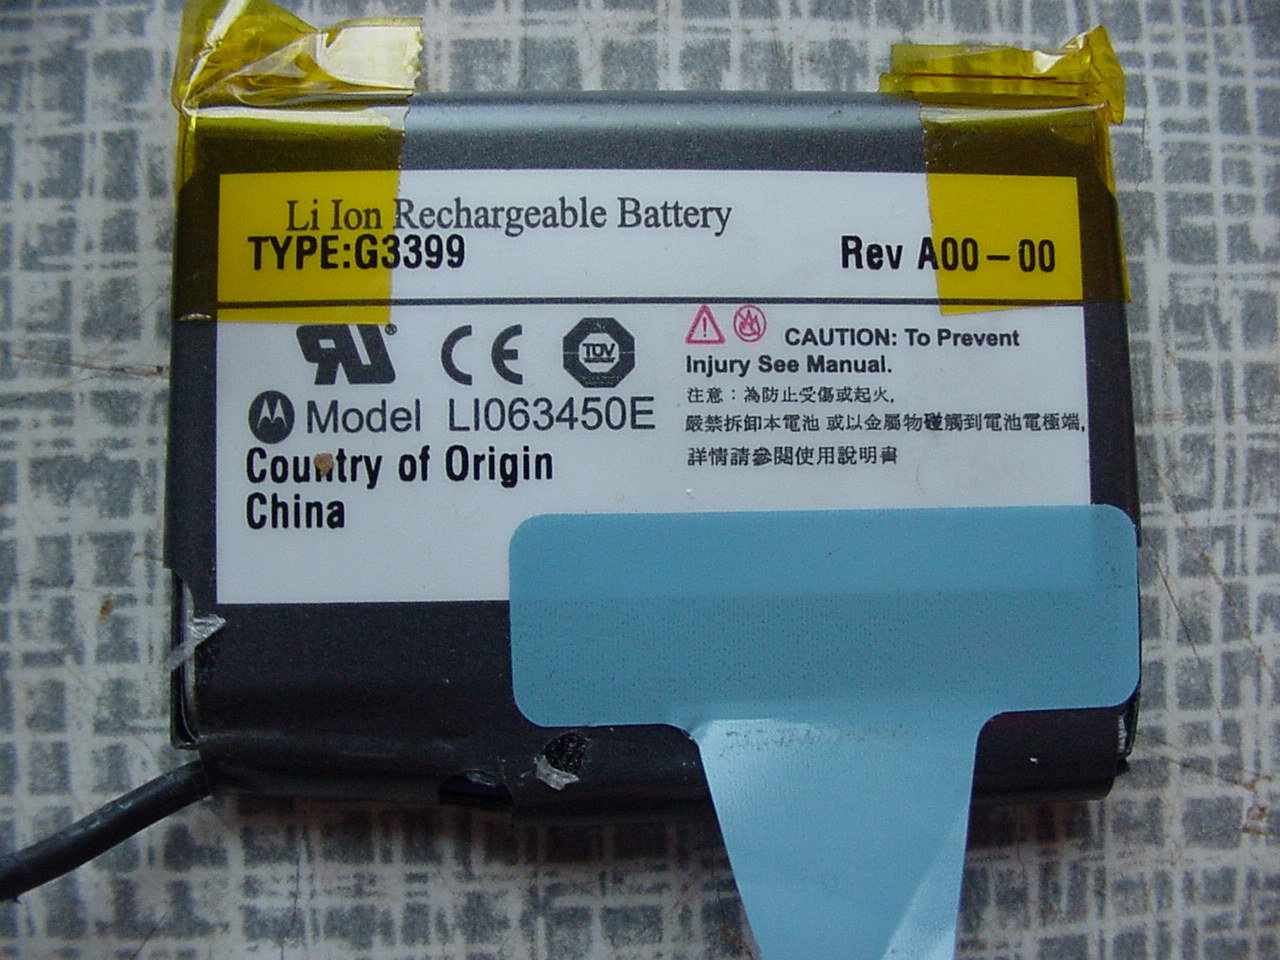 Li Ion Rechargeable Battery
TYPE:G3399
Rev A00-00
CAUTION: To Prevent
Injury See Manual.
注意：為防止受傷或起火，
嚴禁拆卸本電池 或以金屬物碰觸到電池電極端，
詳情請參閱使用說明書
RU®
CE
TÜV
Model LI063450E
Country of Origin
China